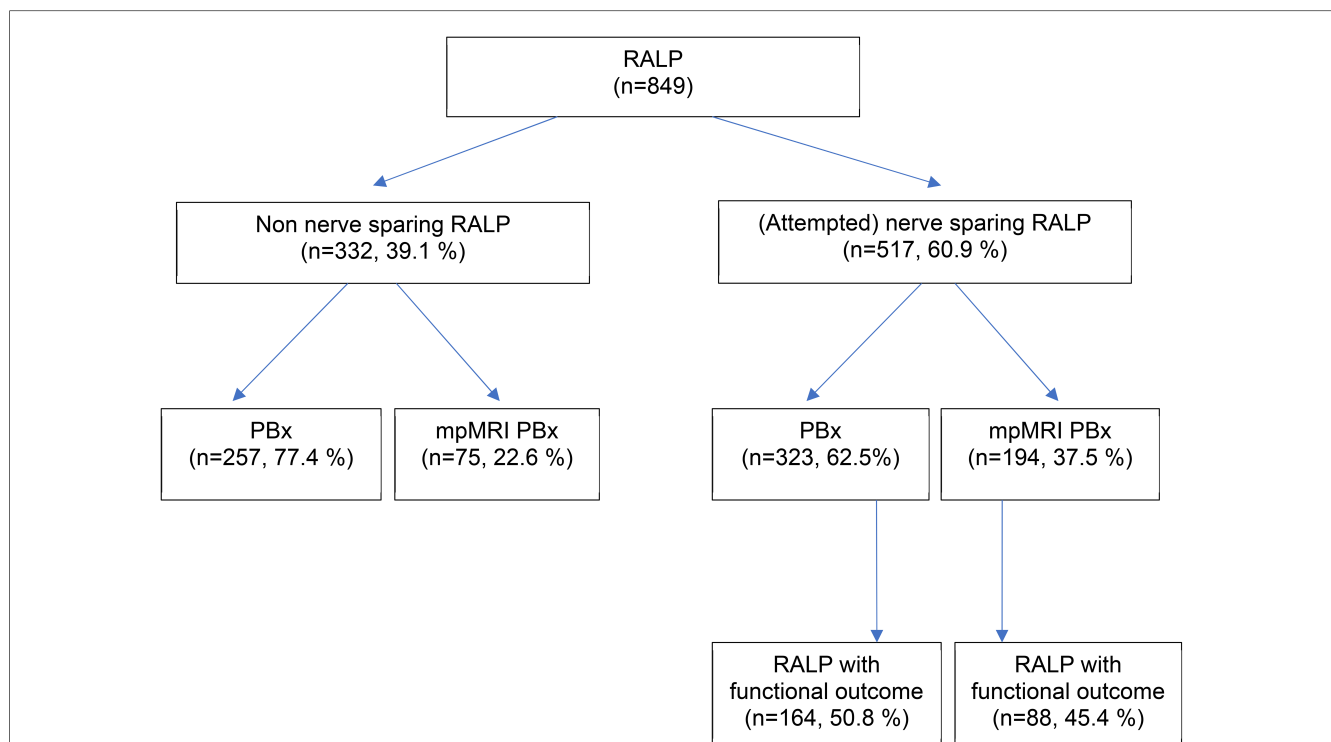 RALP
(n=849)
Non nerve sparing RALP
(n=332, 39.1 %)
(Attempted) nerve sparing RALP
(n=517, 60.9 %)
PBx
(n=257, 77.4 %)
mpMRI PBx
(n=75, 22.6 %)
PBx
(n=323, 62.5%)
mpMRI PBx
(n=194, 37.5 %)
RALP with
functional outcome
(n=164, 50.8 %)
RALP with
functional outcome
(n=88, 45.4 %)